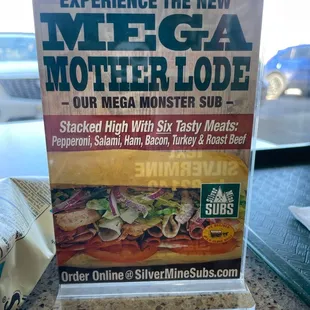 EXPERIENCE THE NEW
MEGA
MOTHER LODE
- OUR MEGA MONSTER SUB -
Stacked High With Six Tasty Meats:
Pepperoni, Salami, Ham, Bacon, Turkey & Roast Beef
SILVERMINE
SUBS
Order Online @ SilverMineSubs.com